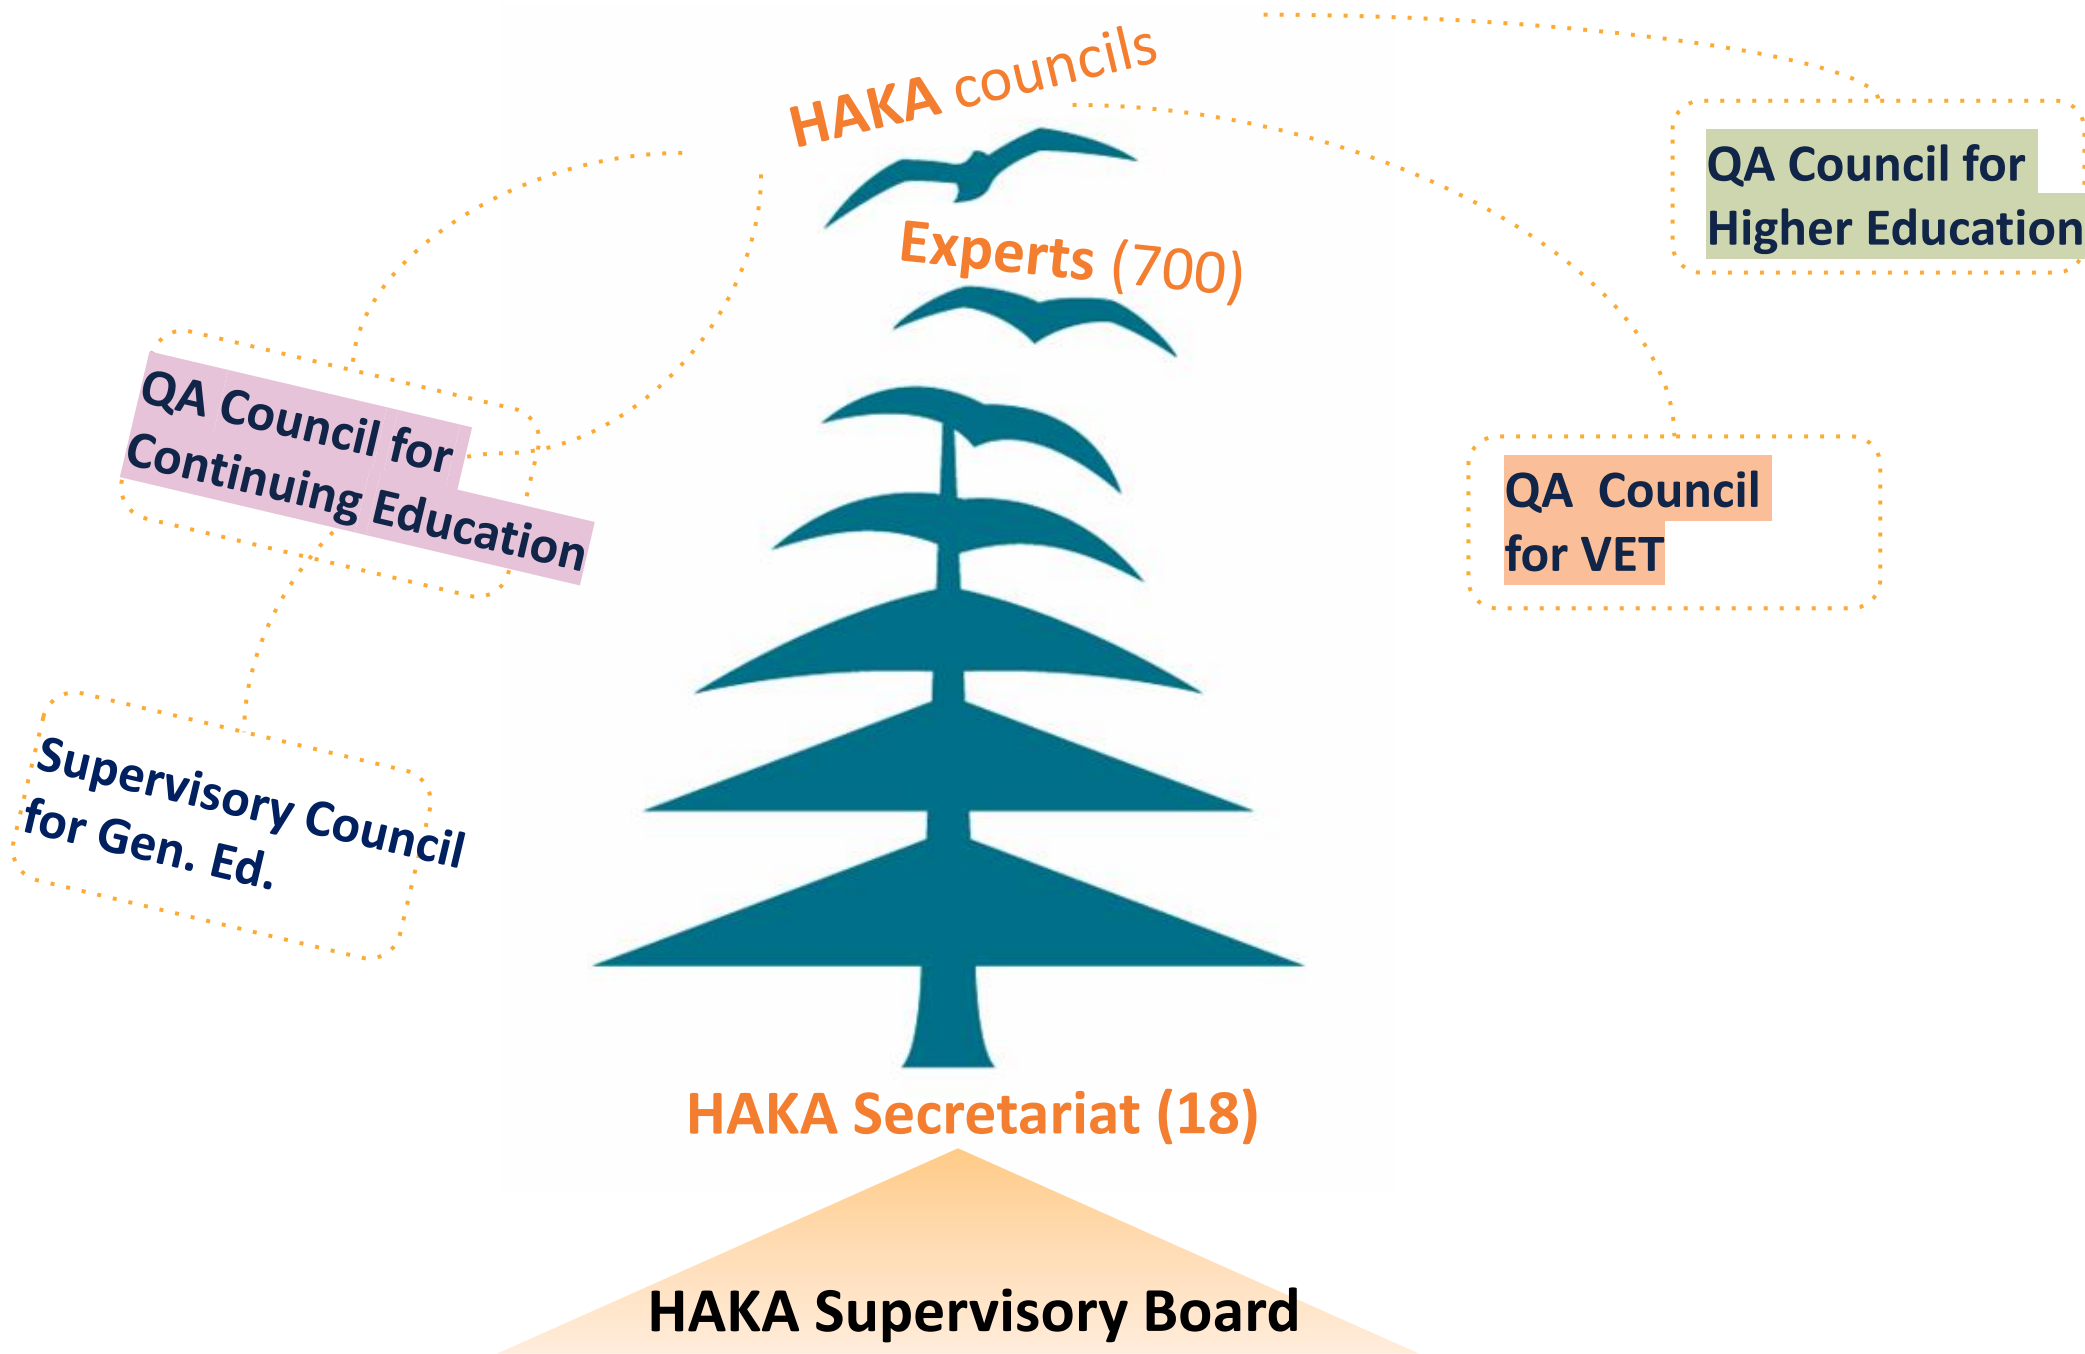 HAKA councils
Experts (700)
QA Council for
Higher Education
QA Council for
Continuing Education
QA Council
for VET
Supervisory Council
for Gen. Ed.
HAKA Secretariat (18)
HAKA Supervisory Board